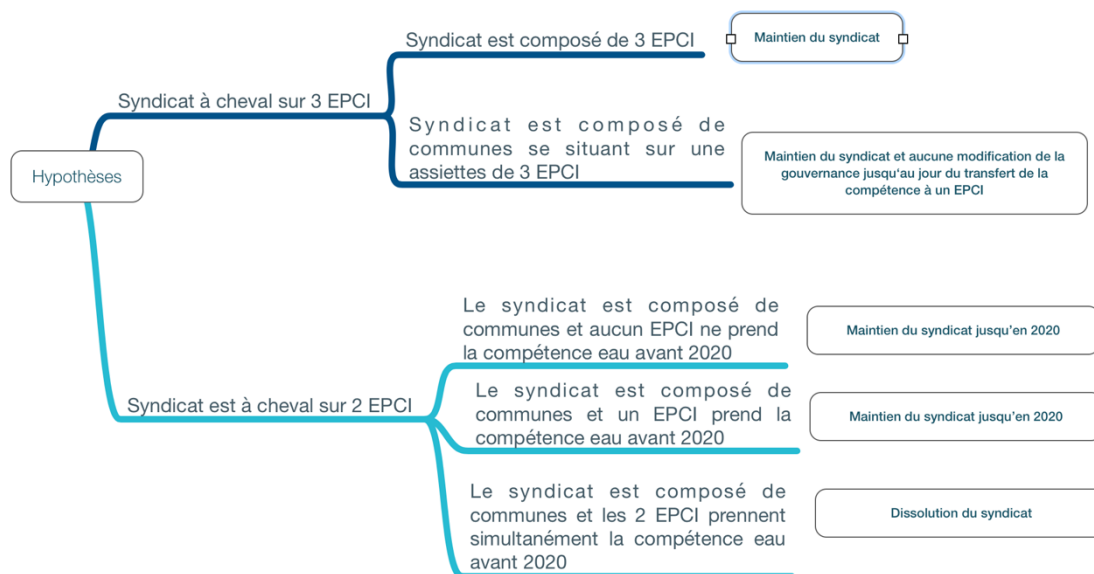 Syndicat est composé de 3 EPCI
Maintien du syndicat
Syndicat à cheval sur 3 EPCI
Syndicat est composé de
communes se situant sur une
assiettes de 3 EPCI
Maintien du syndicat et aucune modification de la
gouvernance jusqu'au jour du transfert de la
compétence à un EPCI
Hypothèses
Le syndicat est composé de
communes et aucun EPCI ne prend
la compétence eau avant 2020
Maintien du syndicat jusqu'en 2020
Syndicat est à cheval sur 2 EPCI
Le syndicat est composé de
communes et un EPCI prend la
compétence eau avant 2020
Maintien du syndicat jusqu'en 2020
Le syndicat est composé de
communes et les 2 EPCI prennent
simultanément la compétence eau
avant 2020
Dissolution du syndicat